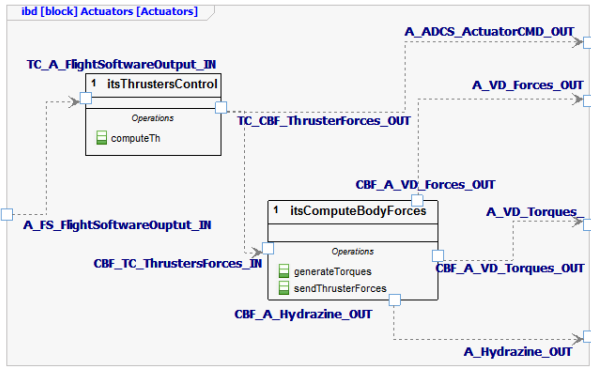 ibd [block] Actuators [Actuators]
A_ADCS_ActuatorCMD_OUT
TC_A_FlightSoftwareOutput_IN
1 itsThrustersControl
A_VD_Forces_OUT
Operations
TC_CBF_ThrusterForces_OUT
computeTh
CBF_A_VD_Forces_OUT
1 itsComputeBodyForces
A_VD_Torques_
A_FS_FlightSoftwareOuptut_IN
Operations
CBF_TC_ThrustersForces_IN
generateTorques
CBF_A_VD_Torques_OUT
sendThrusterForces
CBF_A_Hydrazine_OUT
A_Hydrazine_OUT